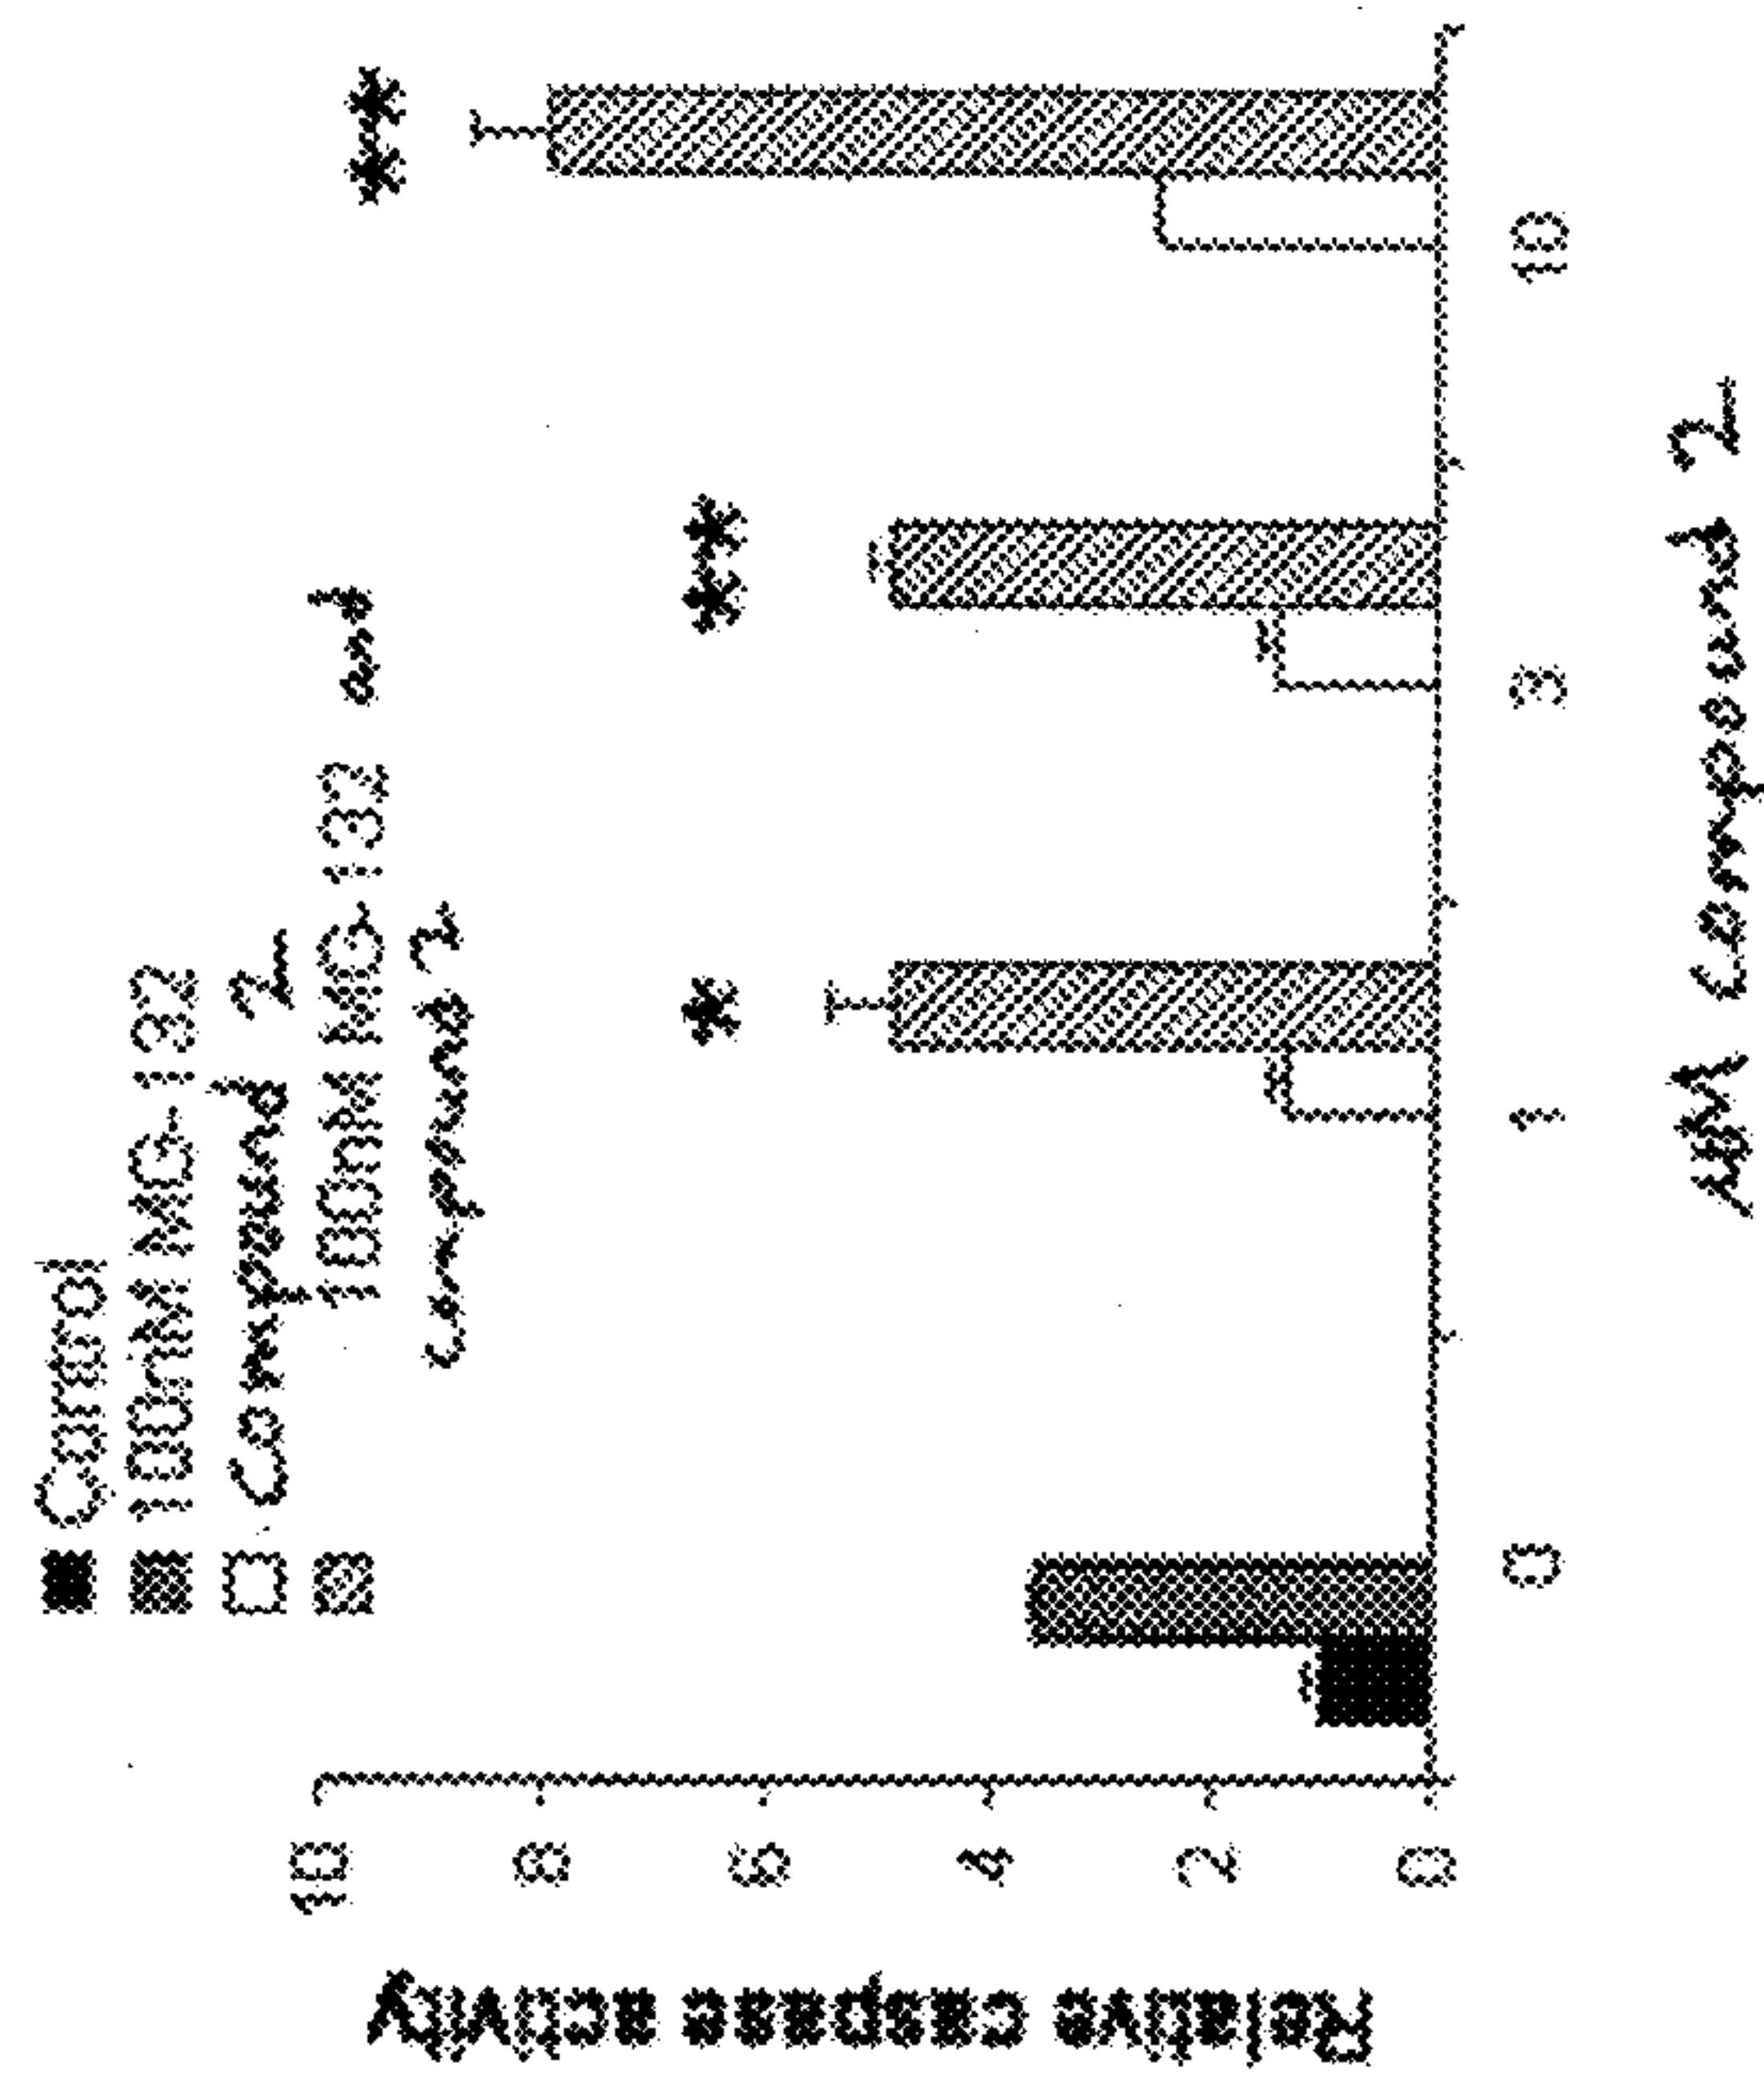 Control
100nM MG-132
Compound 2
100nM MG-132 and
compound 2
Relative caspase activity
10
8
6
4
2
0
*
**
**
0
1
3
10
µM Compound 2